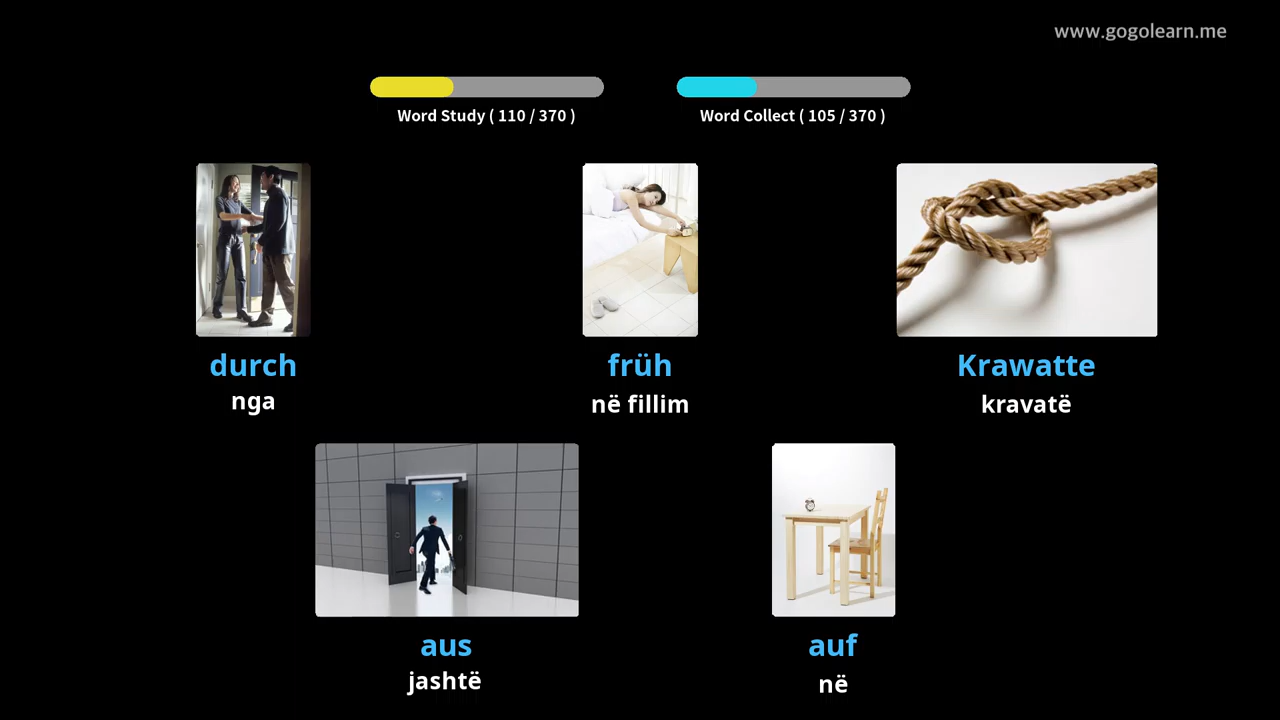 www.gogolearn.me
Word Study ( 110 / 370 )
Word Collect ( 105 / 370 )
durch
nga
früh
në fillim
Krawatte
kravatë
aus
jashtë
auf
në